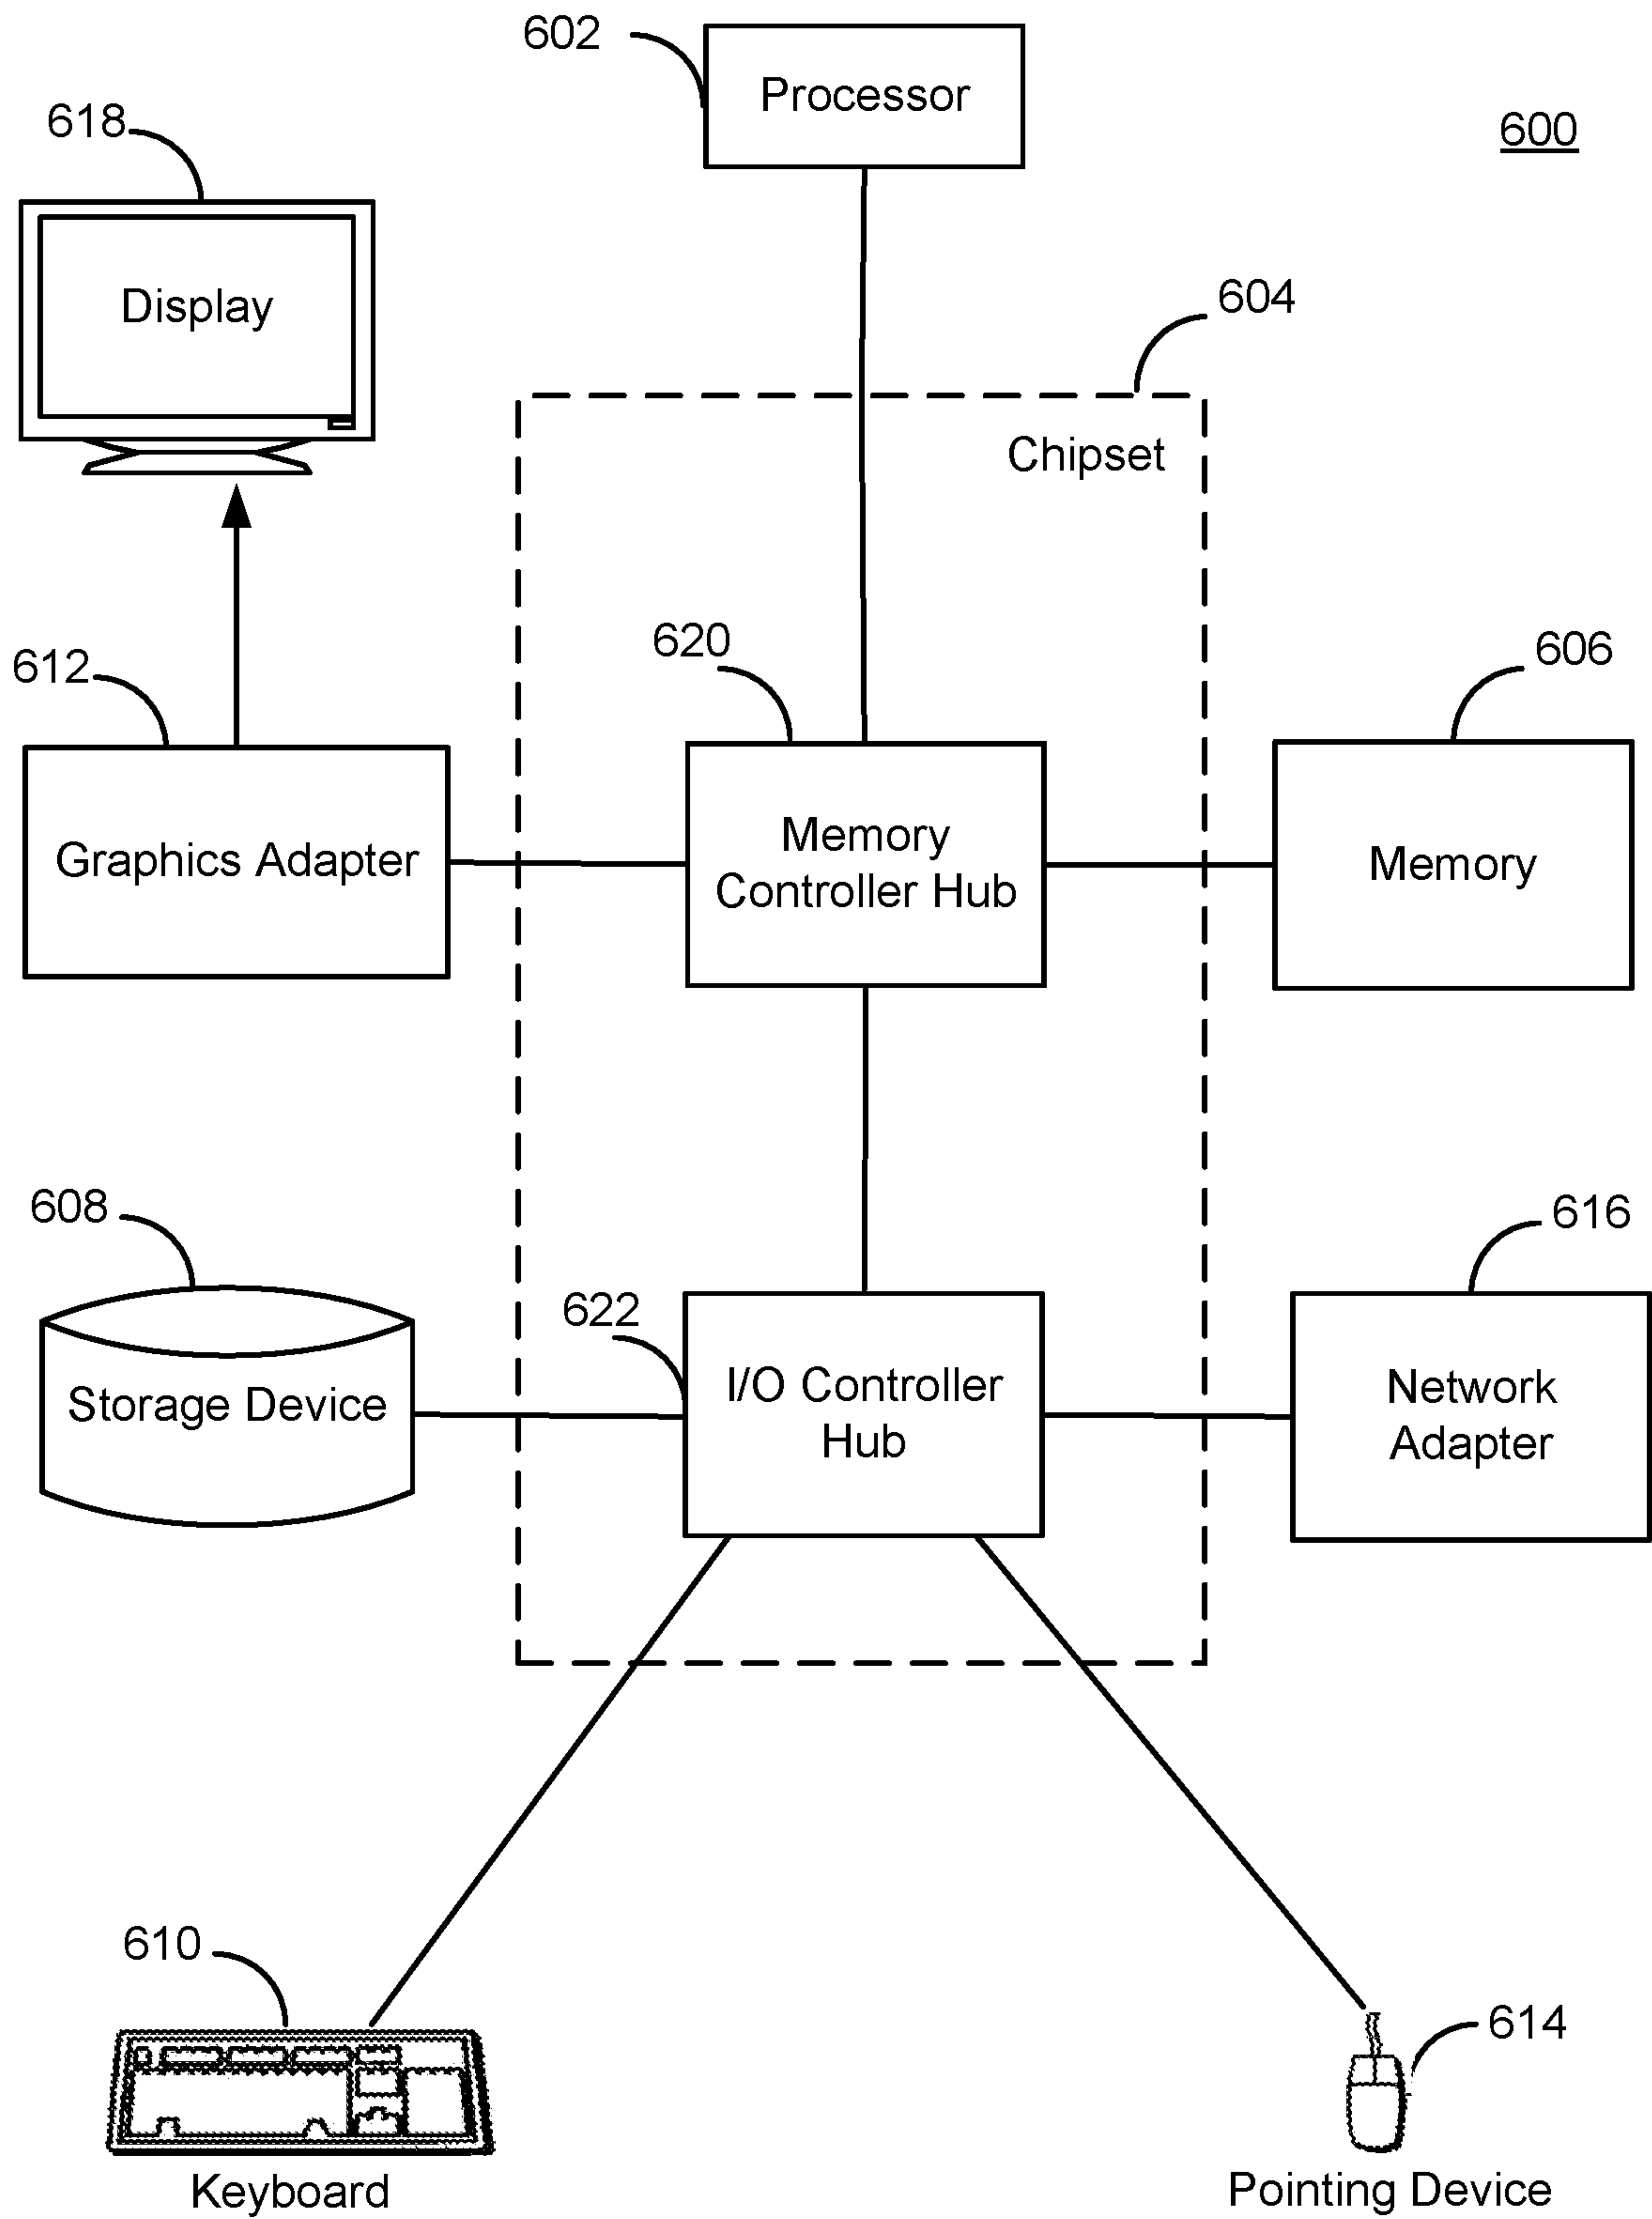 602
Processor
600
618
Display
604
Chipset
620
606
612
Graphics Adapter
Memory
Controller Hub
Memory
608
616
622
Storage Device
I/O Controller
Hub
Network
Adapter
610
614
Keyboard
Pointing Device